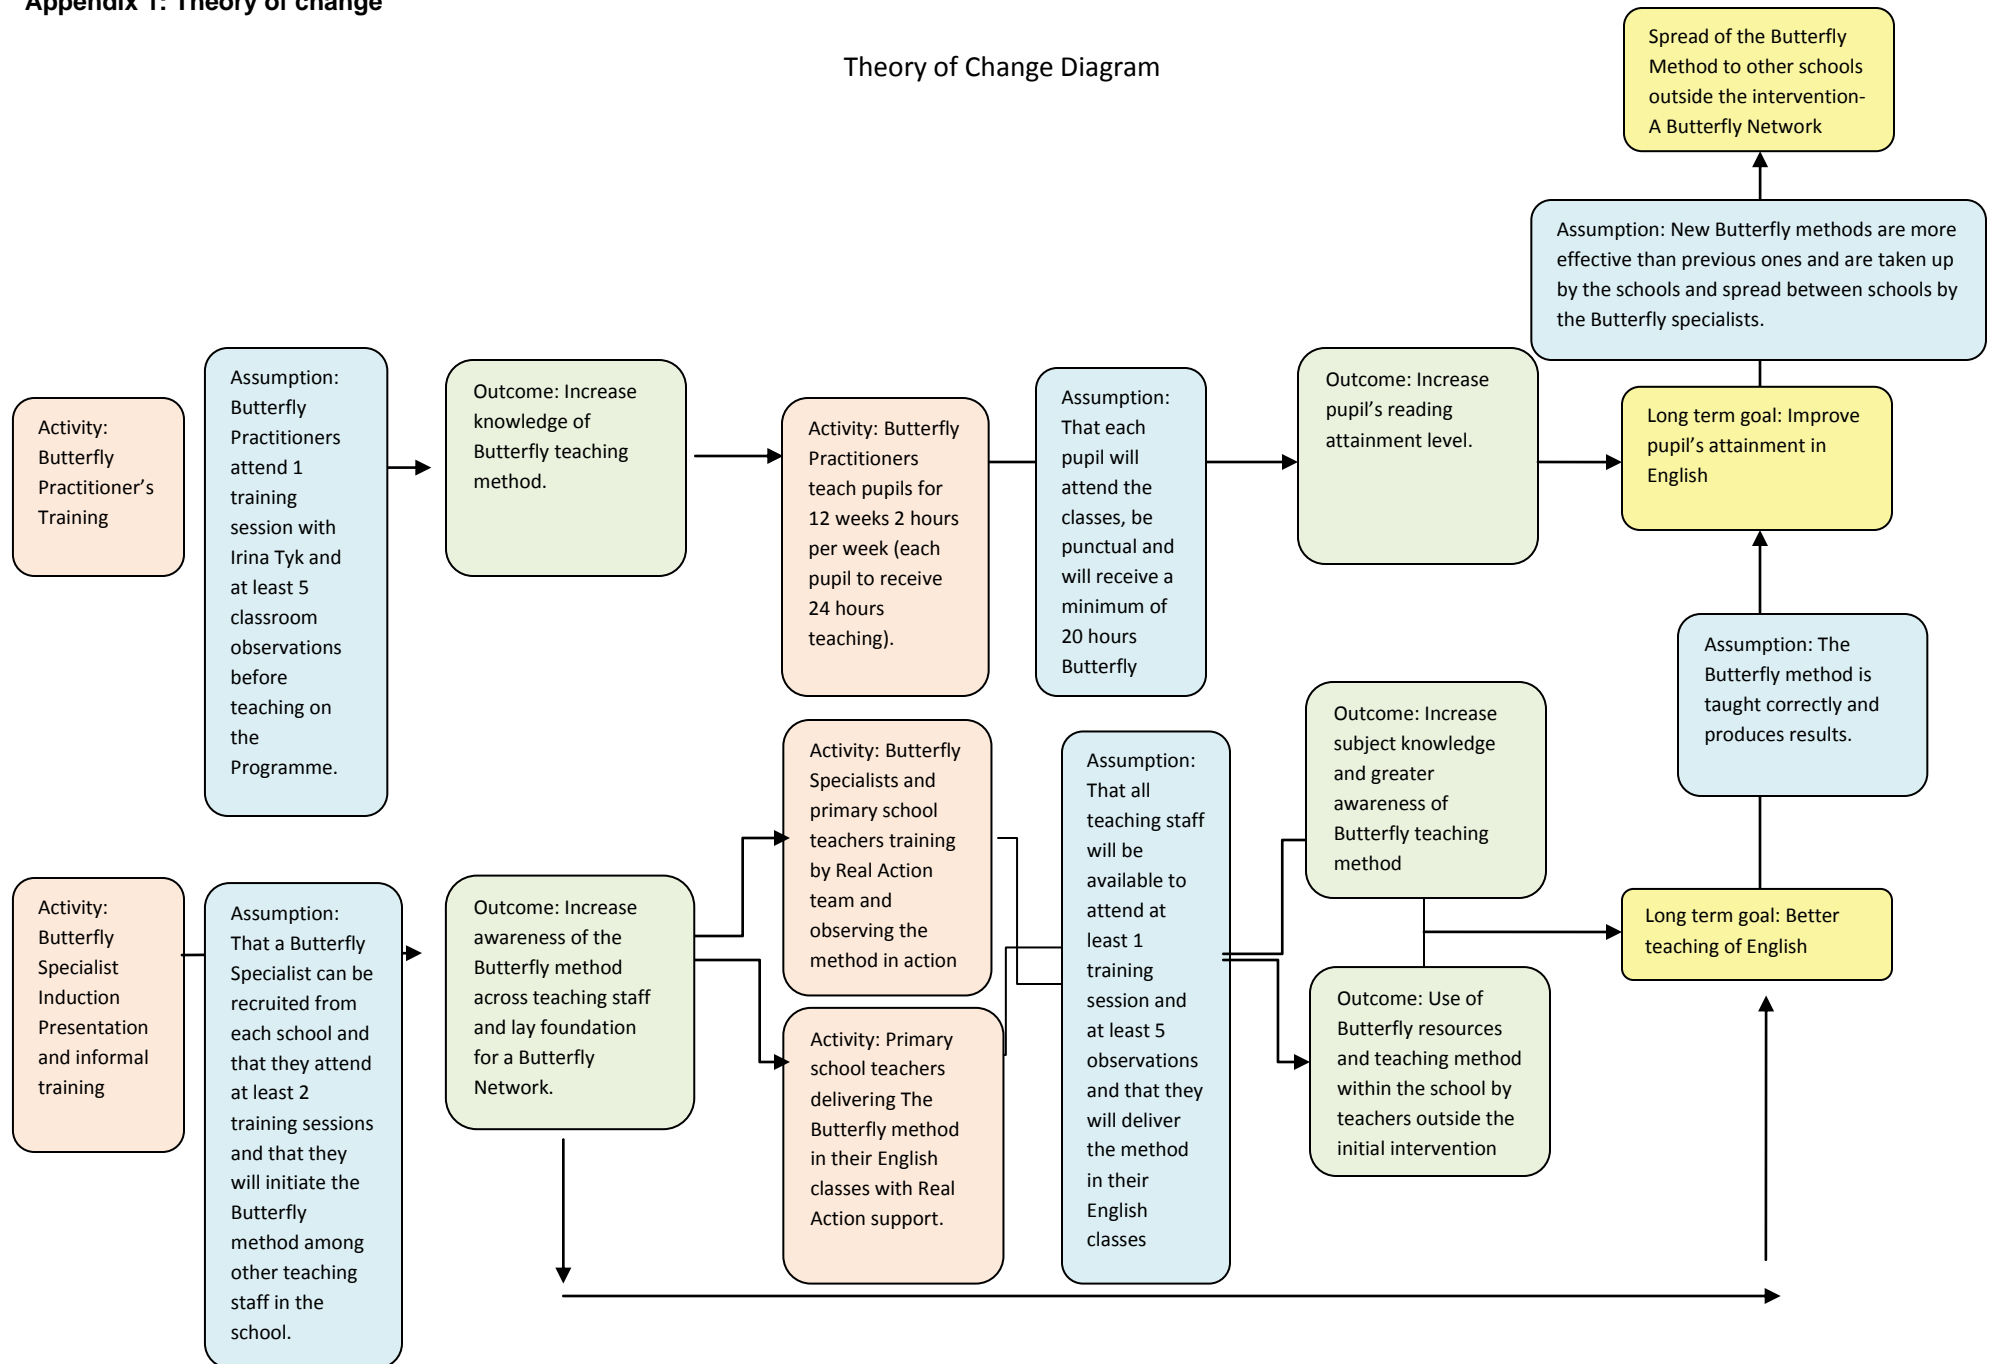 Appendix 1: Theory of change
Theory of Change Diagram
Spread of the Butterfly
Method to other schools
outside the intervention-
A Butterfly Network
Assumption: New Butterfly methods are more
effective than previous ones and are taken up
by the schools and spread between schools by
the Butterfly specialists.
Activity:
Butterfly
Practitioner’s
Training
Assumption:
Butterfly
Practitioners
attend 1
training
session with
Irina Tyk and
at least 5
classroom
observations
before
teaching on
the
Programme.
Outcome: Increase
knowledge of
Butterfly teaching
method.
Activity: Butterfly
Practitioners
teach pupils for
12 weeks 2 hours
per week (each
pupil to receive
24 hours
teaching).
Assumption:
That each
pupil will
attend the
classes, be
punctual and
will receive a
minimum of
20 hours
Butterfly
Outcome: Increase
pupil’s reading
attainment level.
Long term goal: Improve
pupil’s attainment in
English
Assumption: The
Butterfly method is
taught correctly and
produces results.
Activity:
Butterfly
Specialist
Induction
Presentation
and informal
training
Assumption:
That a Butterfly
Specialist can be
recruited from
each school and
that they attend
at least 2
training sessions
and that they
will initiate the
Butterfly
method among
other teaching
staff in the
school.
Outcome: Increase
awareness of the
Butterfly method
across teaching staff
and lay foundation
for a Butterfly
Network.
Activity: Butterfly
Specialists and
primary school
teachers training
by Real Action
team and
observing the
method in action
Activity: Primary
school teachers
delivering The
Butterfly method
in their English
classes with Real
Action support.
Assumption:
That all
teaching staff
will be
available to
attend at
least 1
training
session and
at least 5
observations
and that they
will deliver
the method
in their
English
classes
Outcome: Increase
subject knowledge
and greater
awareness of
Butterfly teaching
method
Outcome: Use of
Butterfly resources
and teaching method
within the school by
teachers outside the
initial intervention
Long term goal: Better
teaching of English